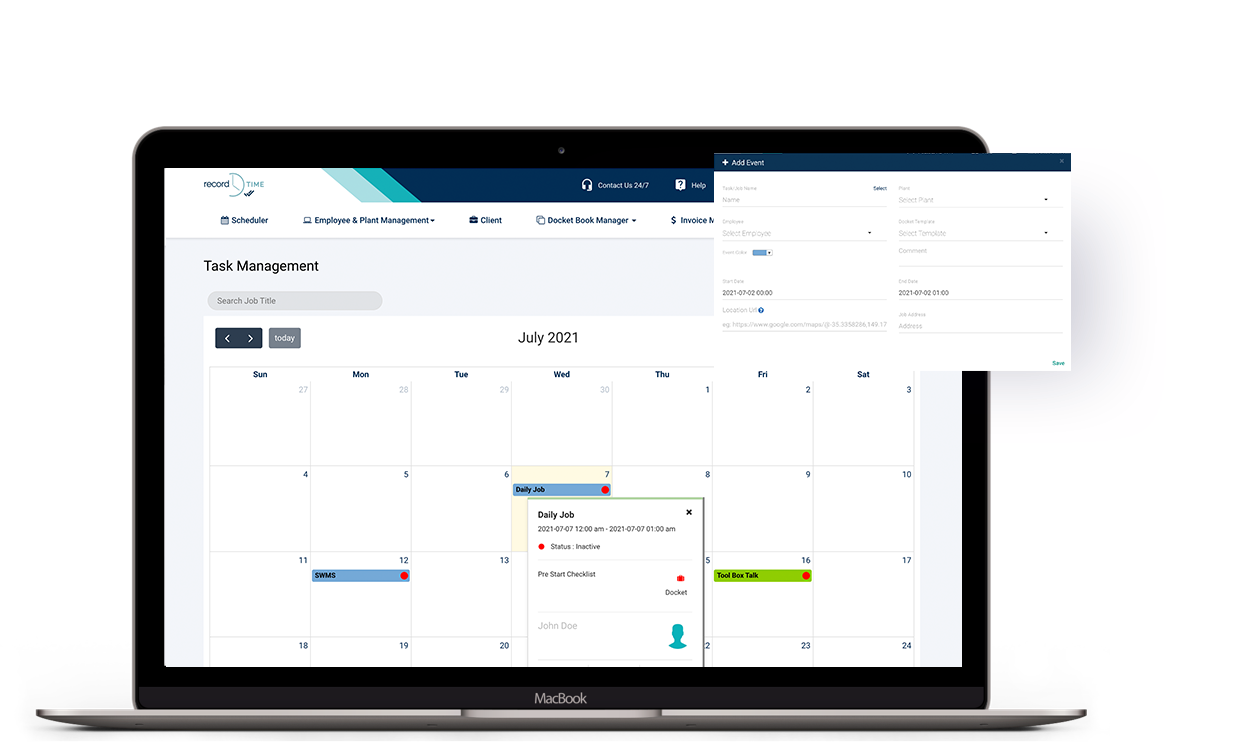 record TIME
Contact Us 24/7
Help
Scheduler
Employee & Plant Management
Client
Docket Book Manager
$ Invoice M
Task Management
Search Job Title
today
July 2021
Sun Mon Tue Wed Thu Fri Sat
27 28 29 30 1 2 3
4 5 6 7 8 9 10
Daily Job
11 12 13 5 16 17
SWMS
Tool Box Talk
18 19 20 2 23 24
Daily Job
2021-07-07 12:00 am - 2021-07-07 01:00 am
Status : Inactive
Pre Start Checklist
Docket
John Doe
Add Event
Task/Job Name Select Plant
Name Select Plant
Employee Docket Template
Select Employee Select Template
Event Color Comment
Start Date End Date
2021-07-02 00:00 2021-07-02 01:00
Location Url Job Address
eg: https://www.google.com/maps/@-35.3358286,149.17 Address
Save
MacBook